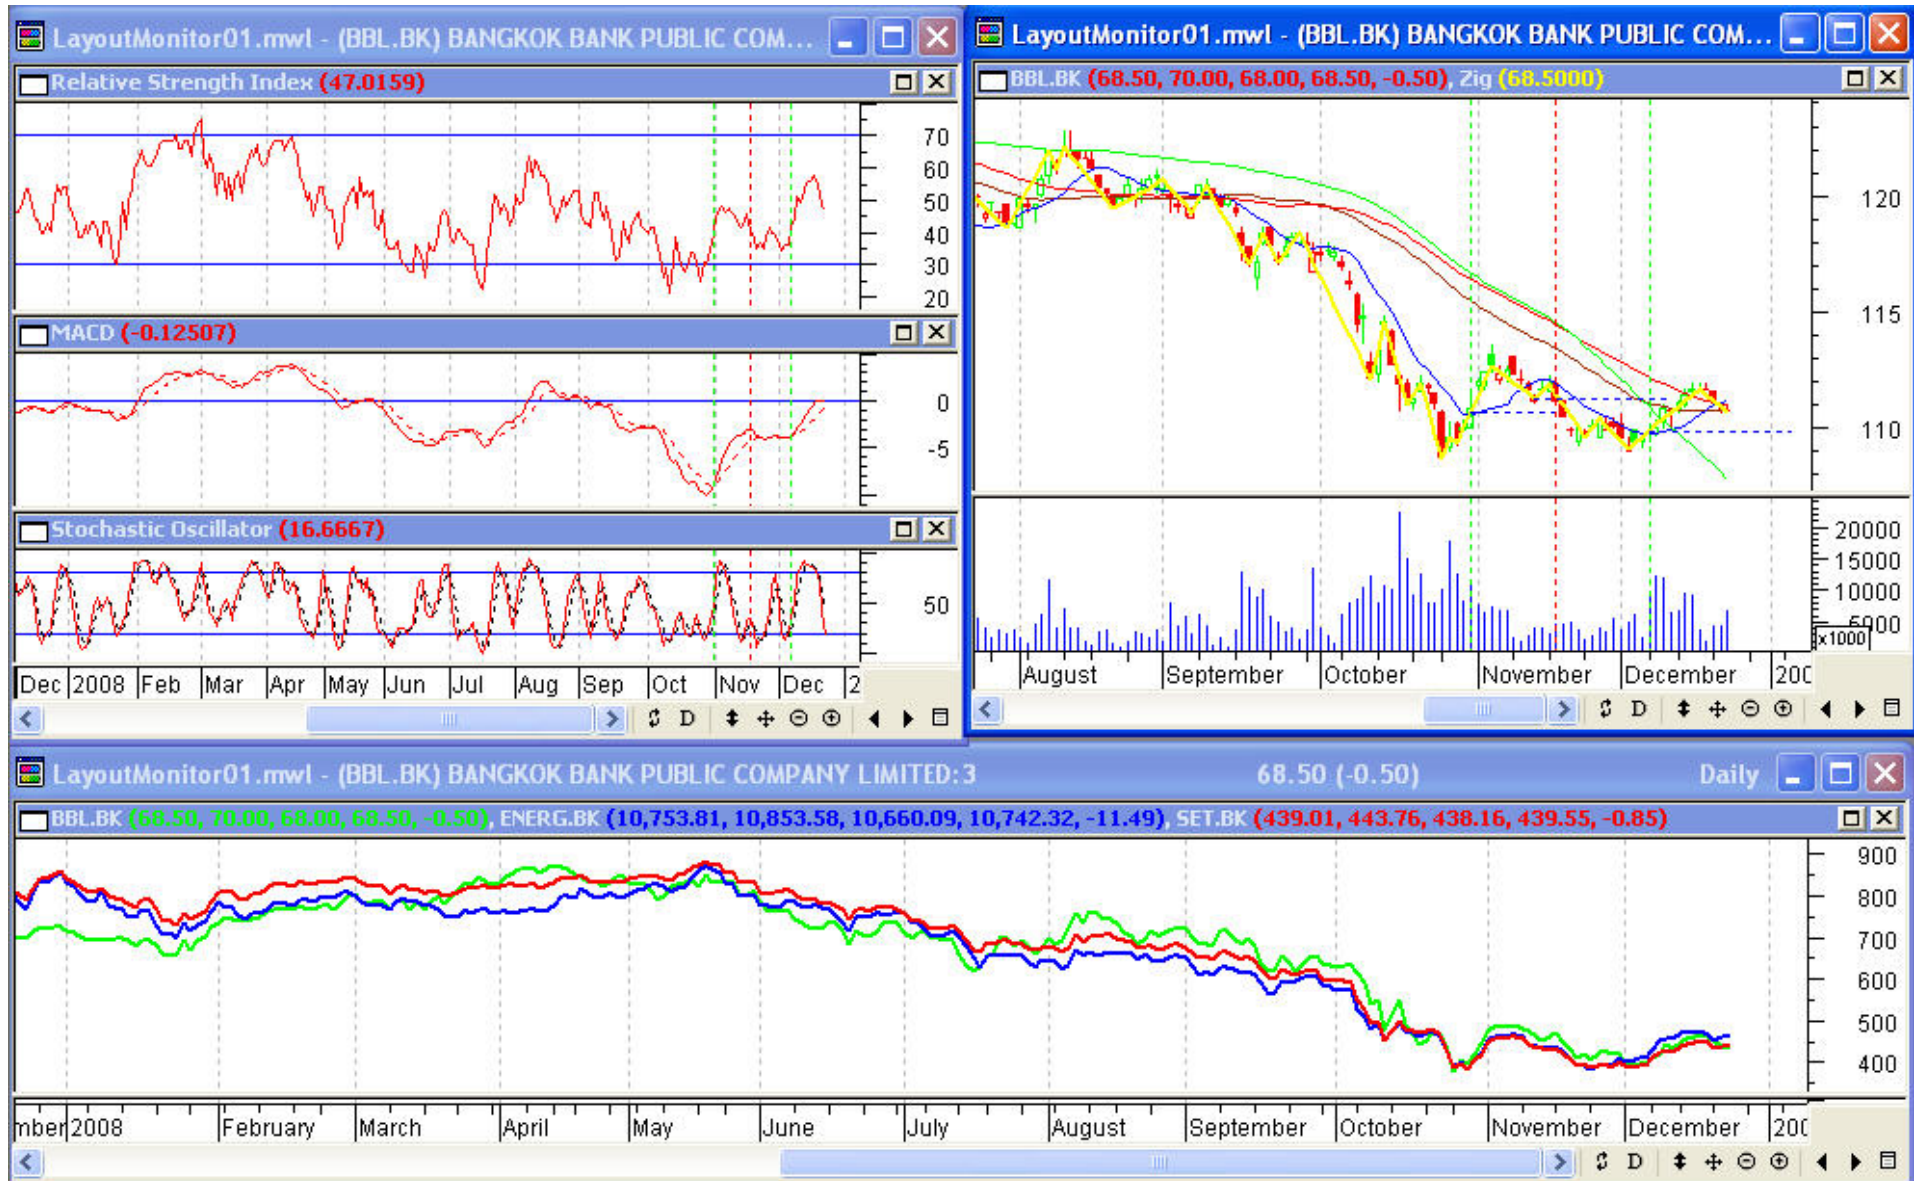 LayoutMonitor01.mwl - (BBL.BK) BANGKOK BANK PUBLIC COM...
Relative Strength Index (47.0159)
70
60
50
40
30
20
MACD (-0.12507)
0
-5
Stochastic Oscillator (16.6667)
50
Dec 2008 Feb Mar Apr May Jun Jul Aug Sep Oct Nov Dec 2
D
LayoutMonitor01.mwl - (BBL.BK) BANGKOK BANK PUBLIC COM...
BBL.BK (68.50, 70.00, 68.00, 68.50, -0.50), Zig (68.5000)
120
115
110
20000
15000
10000
5000
x1000
August September October November December 200
D
LayoutMonitor01.mwl - (BBL.BK) BANGKOK BANK PUBLIC COMPANY LIMITED:3 68.50 (-0.50) Daily
BBL.BK (68.50, 70.00, 68.00, 68.50, -0.50), ENERG.BK (10,753.81, 10,853.58, 10,660.09, 10,742.32, -11.49), SET.BK (439.01, 443.76, 438.16, 439.55, -0.85)
900
800
700
600
500
400
mber 2008 February March April May June July August September October November December 200
D